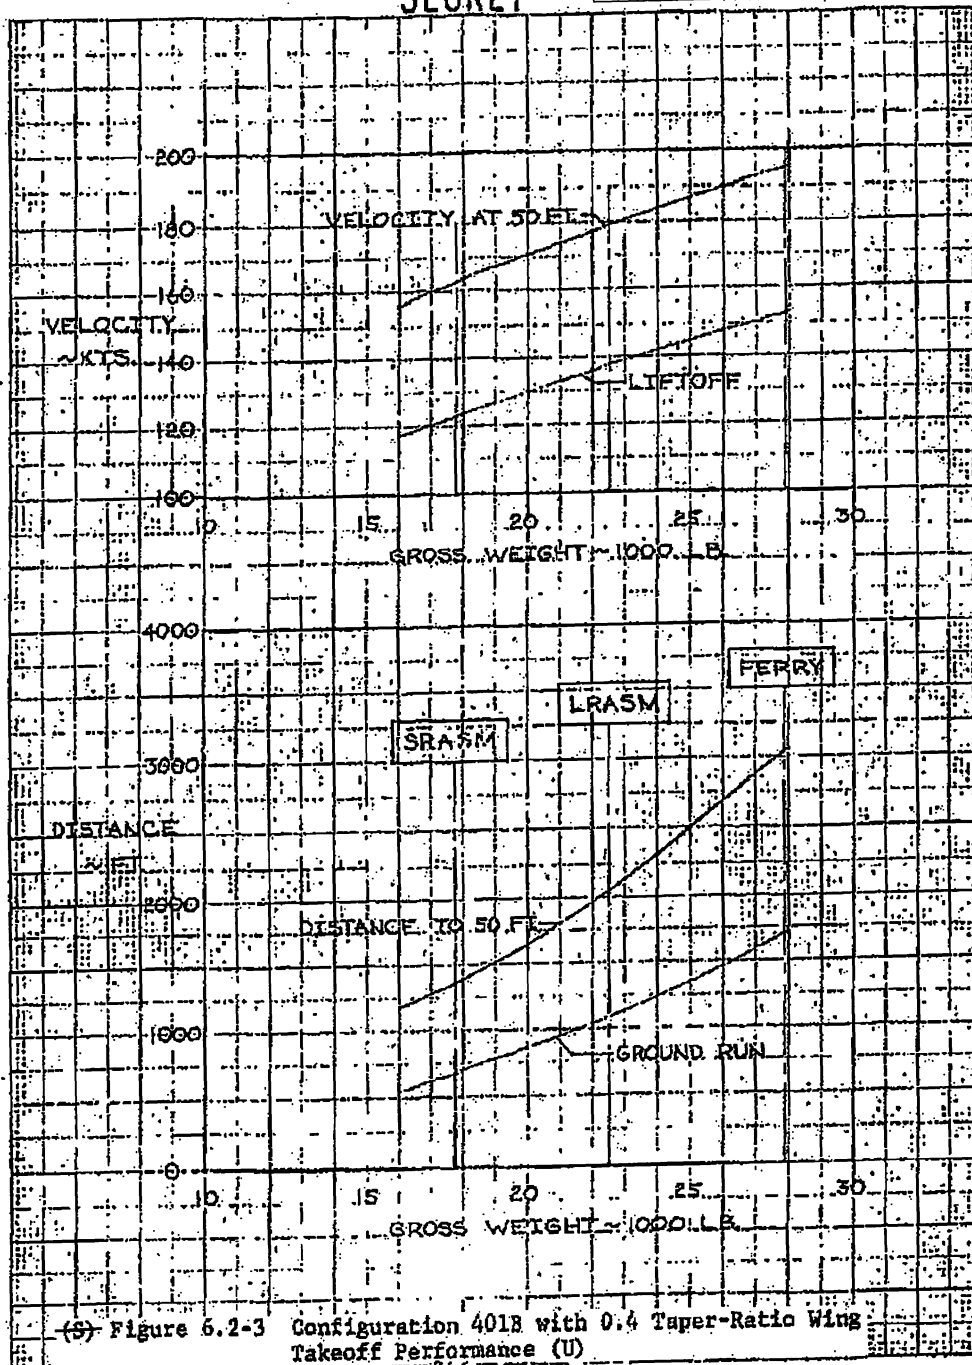 SECRET
200
VELOCITY AT 50 FT
180
160
VELOCITY
~KTS
140
LIFTOFF
120
100
10 15 20 25 30
GROSS WEIGHT ~ 1000 LB
4000
FERRY
LRASM
SRASM
3000
DISTANCE
~ FT
2000
DISTANCE TO 50 FT
1000
GROUND RUN
0
10 15 20 25 30
GROSS WEIGHT ~ 1000 LB
(S) Figure 6.2-3 Configuration 401B with 0.4 Taper-Ratio Wing
Takeoff Performance (U)